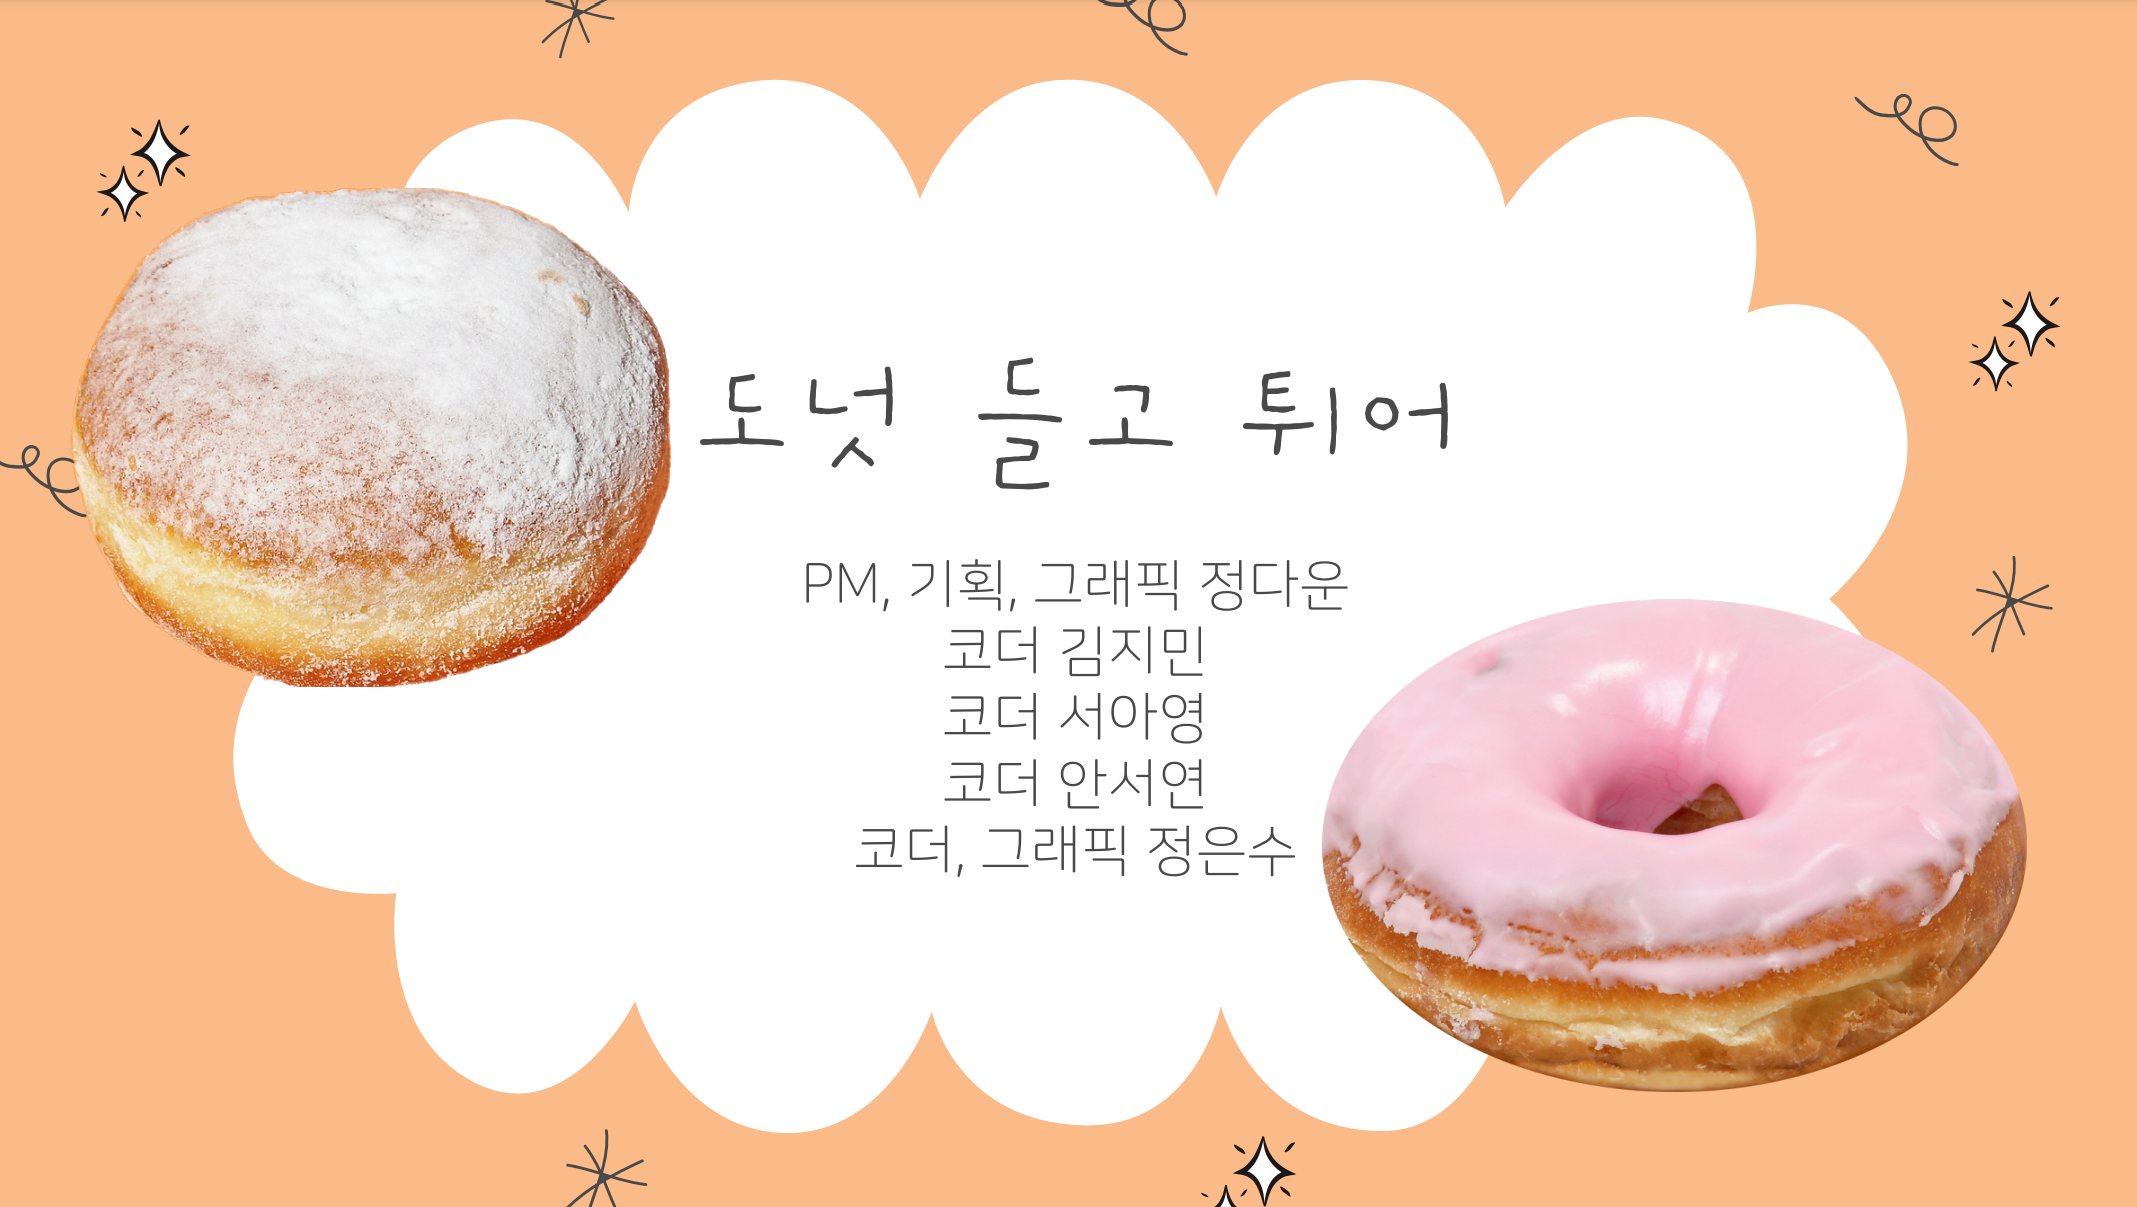 도넛 들고 튀어
PM, 기획, 그래픽 정다운
코더 김지민
코더 서아영
코더 안서연
코더, 그래픽 정은수